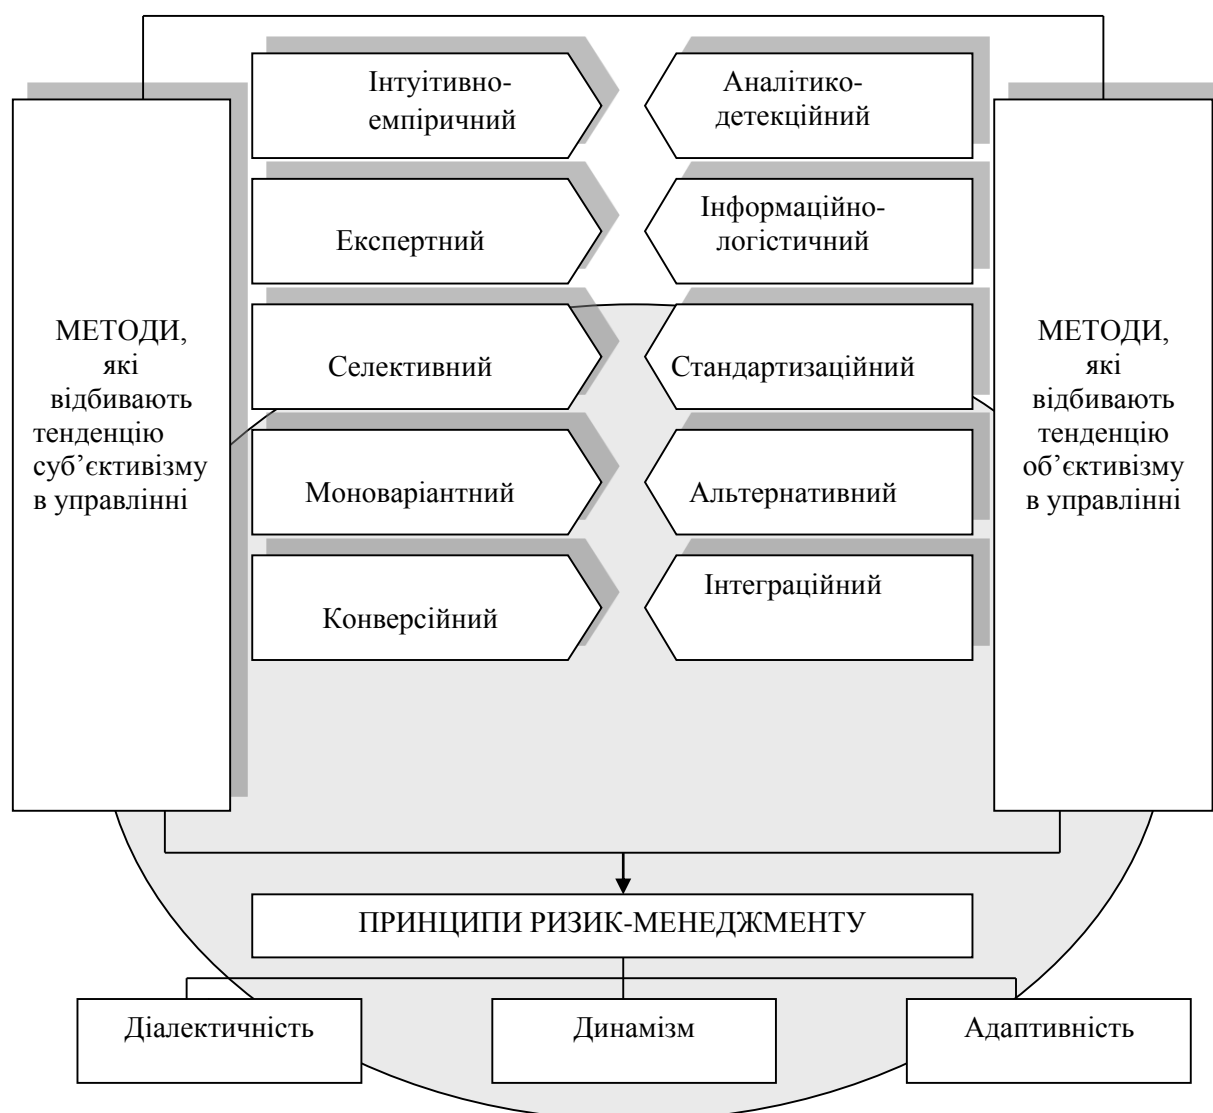 Інтуітивно-
емпіричний
Аналітико-
детекційний
Експертний
Інформаційно-
логістичний
МЕТОДИ,
які
відбивають
тенденцію
суб’єктивізму
в управлінні
Селективний
Стандартизаційний
МЕТОДИ,
які
відбивають
тенденцію
об’єктивізму
в управлінні
Моноваріантний
Альтернативний
Конверсійний
Інтеграційний
ПРИНЦИПИ РИЗИК-МЕНЕДЖМЕНТУ
Діалектичність
Динамізм
Адаптивність